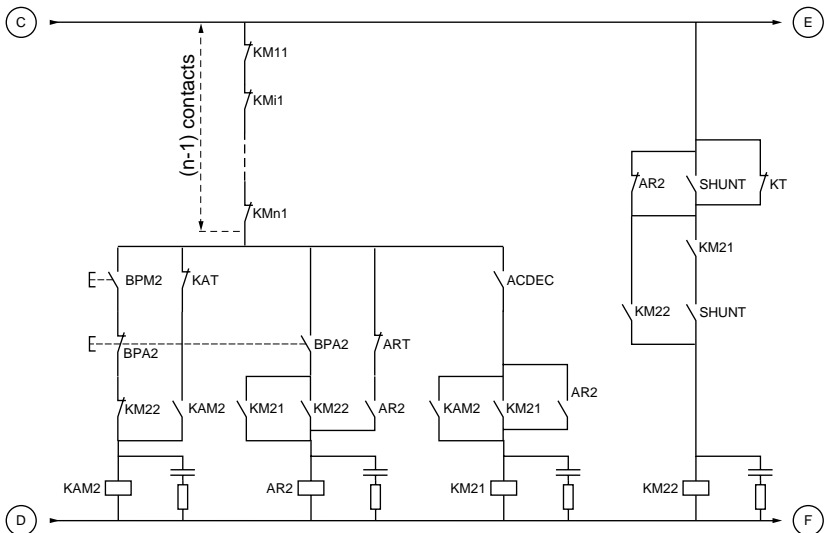 C
E
KM11
KMi1
(n-1) contacts
AR2
SHUNT
KT
KMn1
KM21
BPM2
KAT
ACDEC
KM22
SHUNT
BPA2
BPA2
ART
AR2
KM22
KAM2
KM21
KM22
AR2
KAM2
KM21
KAM2
AR2
KM21
KM22
D
F